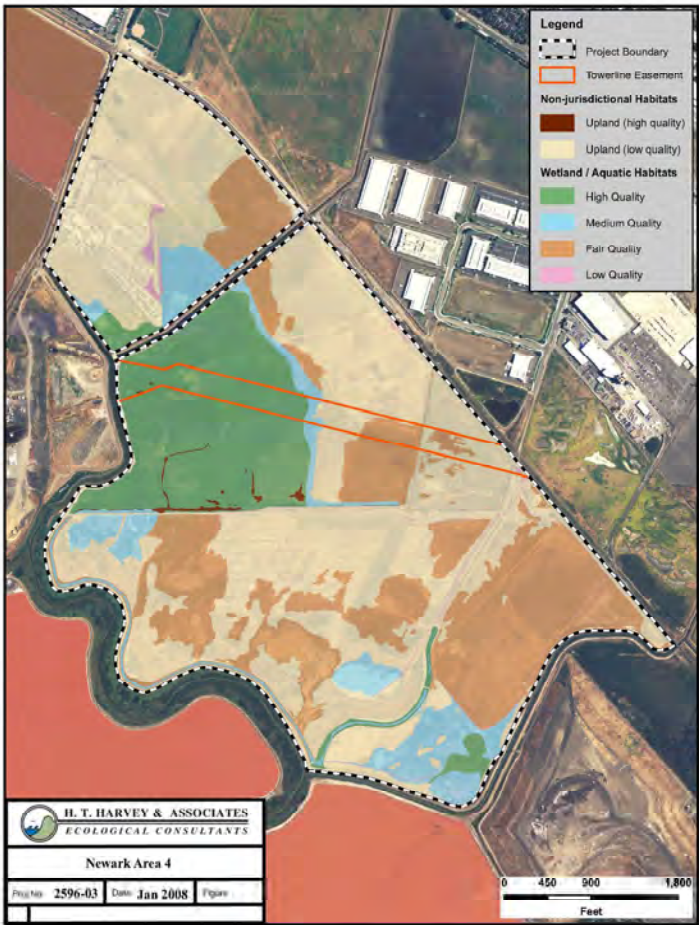 Legend
Project Boundary
Towerline Easement
Non-jurisdictional Habitats
Upland (high quality)
Upland (low quality)
Wetland / Aquatic Habitats
High Quality
Medium Quality
Fair Quality
Low Quality
H. T. HARVEY & ASSOCIATES
ECOLOGICAL CONSULTANTS
Newark Area 4
Proj No. 2596-03 Date Jan 2008 Figure
0 450 900 1,800
Feet